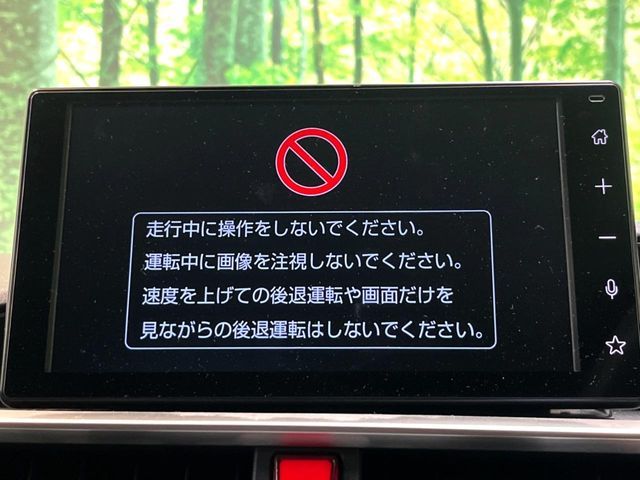 走行中に操作をしないでください。
運転中に画像を注視しないでください。
速度を上げての後退運転や画面だけを
見ながらの後退運転はしないでください。